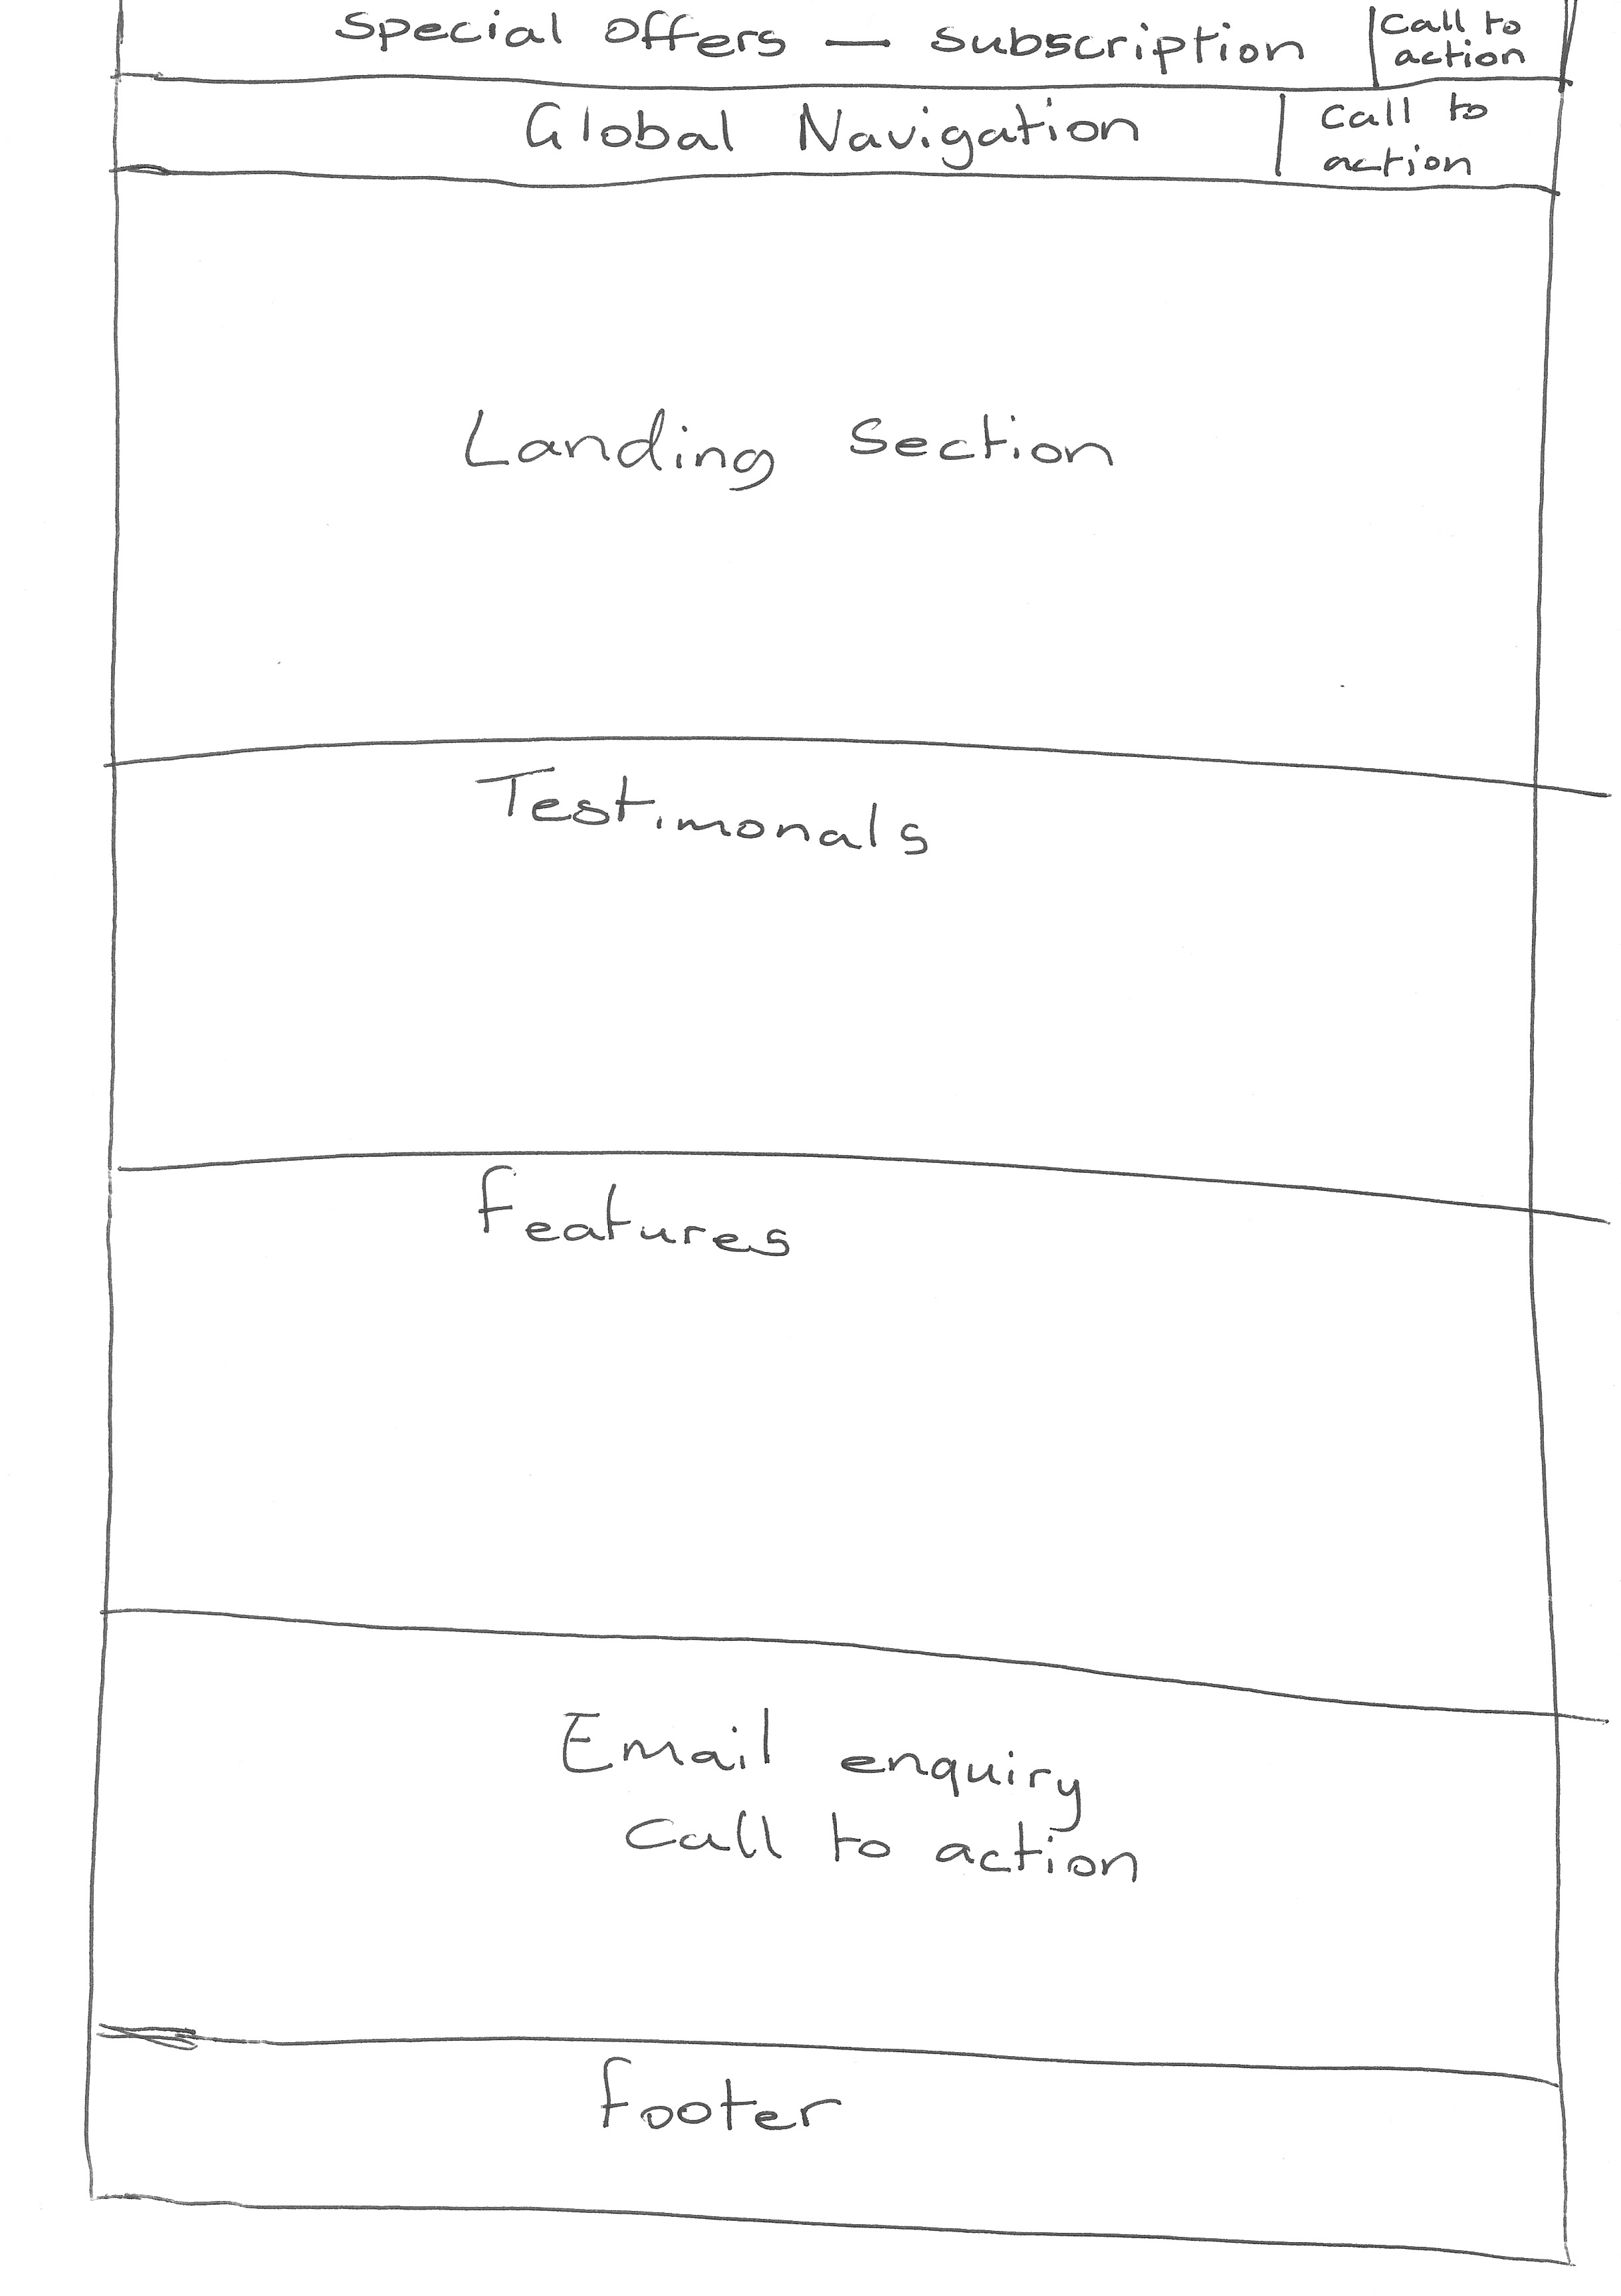 Special Offers — subscription
Call to
action
Global Navigation
Call to
action
Landing Section
Testimonals
Features
Email enquiry
Call to action
footer